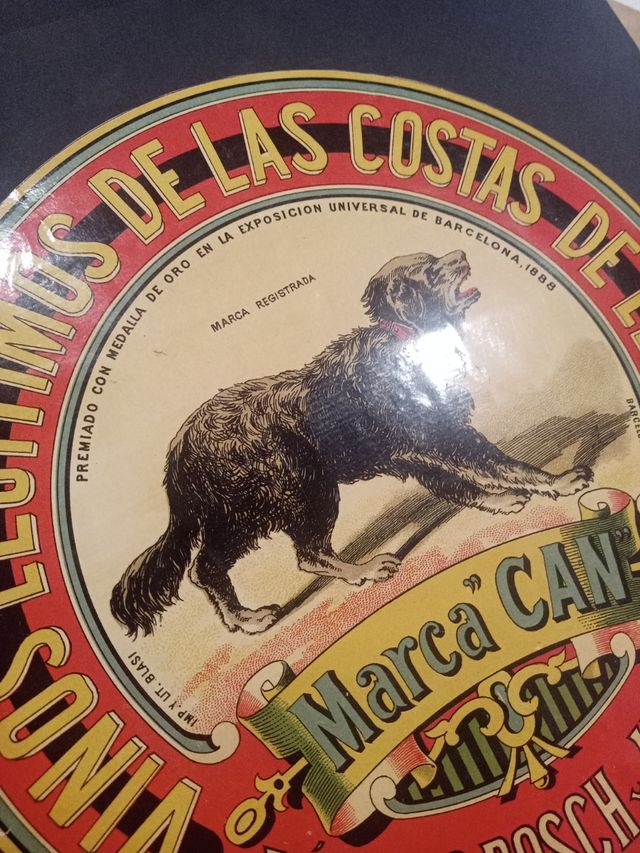 VINOS LEGITIMOS DE LAS COSTAS DE
PREMIADO CON MEDALLA DE ORO EN LA EXPOSICION UNIVERSAL DE BARCELONA, 1888
MARCA REGISTRADA
IMP Y LIT. BLASI
Marca "CAN"
BOSCH Y